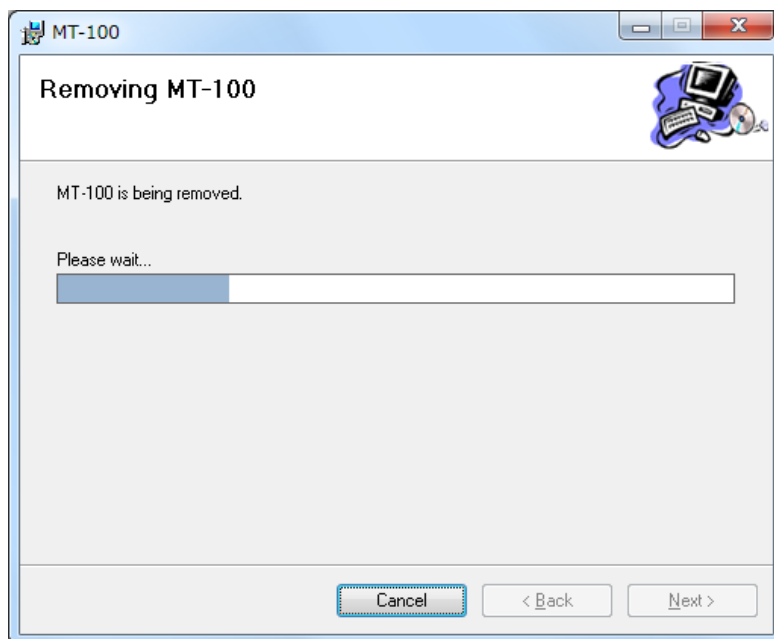 MT-100
Removing MT-100
MT-100 is being removed.
Please wait...
Cancel
< Back
Next >